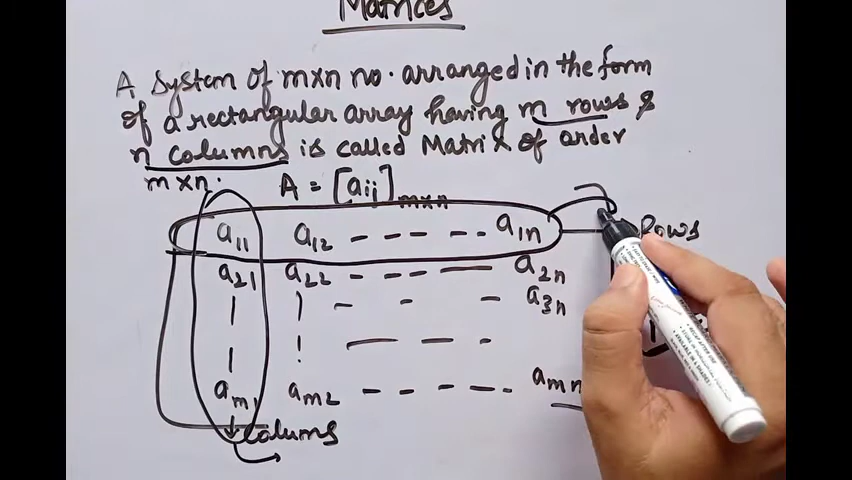 Matrices
A System of mxn no. arranged in the form
of a rectangular array having m rows &
n columns is called Matrix of order
mxn. A = [aij]mxn
a11 a12 - - - - - a1n Rows
a21 a22 - - - - a2n
| | - - - a3n
| ! - - - -
am1 am2 - - - - - amn
↓ Colums